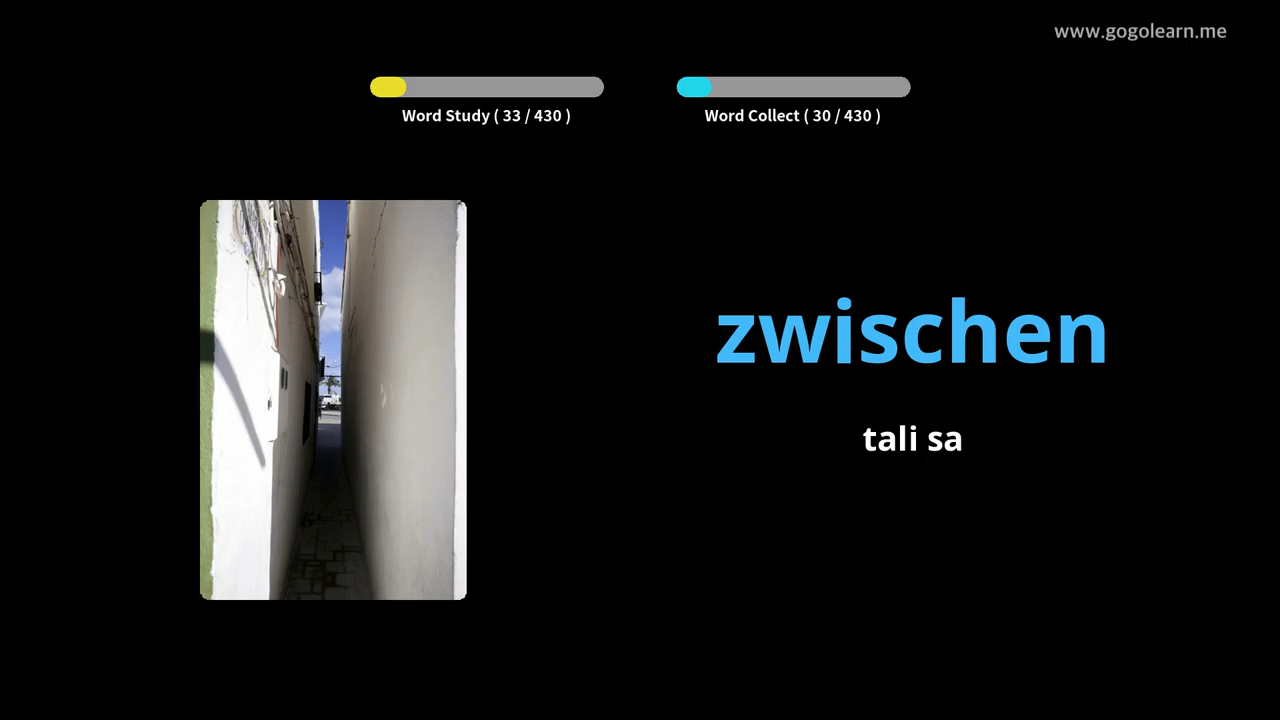 www.gogolearn.me
Word Study ( 33 / 430 )
Word Collect ( 30 / 430 )
zwischen
tali sa